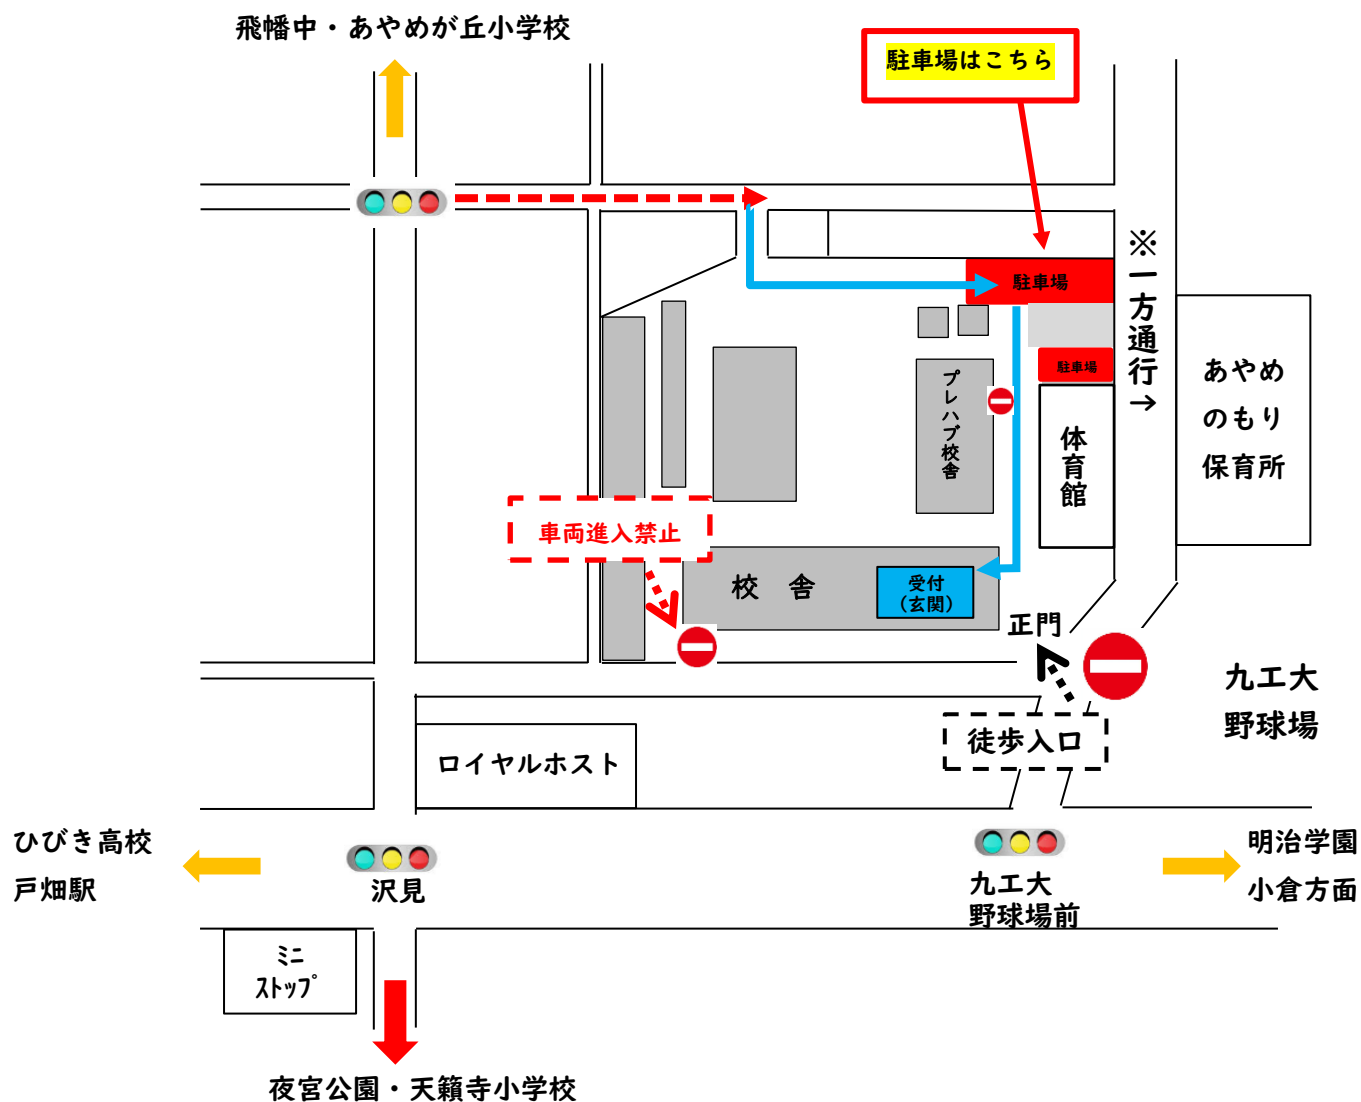 飛幡中・あやめが丘小学校
駐車場はこちら
駐車場
※一方通行→
駐車場
プレハブ校舎
体育館
あやめ
のもり
保育所
車両進入禁止
校 舎
受付
(玄関)
正門
九工大
野球場
徒歩入口
ロイヤルホスト
ひびき高校
戸畑駅
沢見
九工大
野球場前
明治学園
小倉方面
ミニ
ストップ
夜宮公園・天籟寺小学校